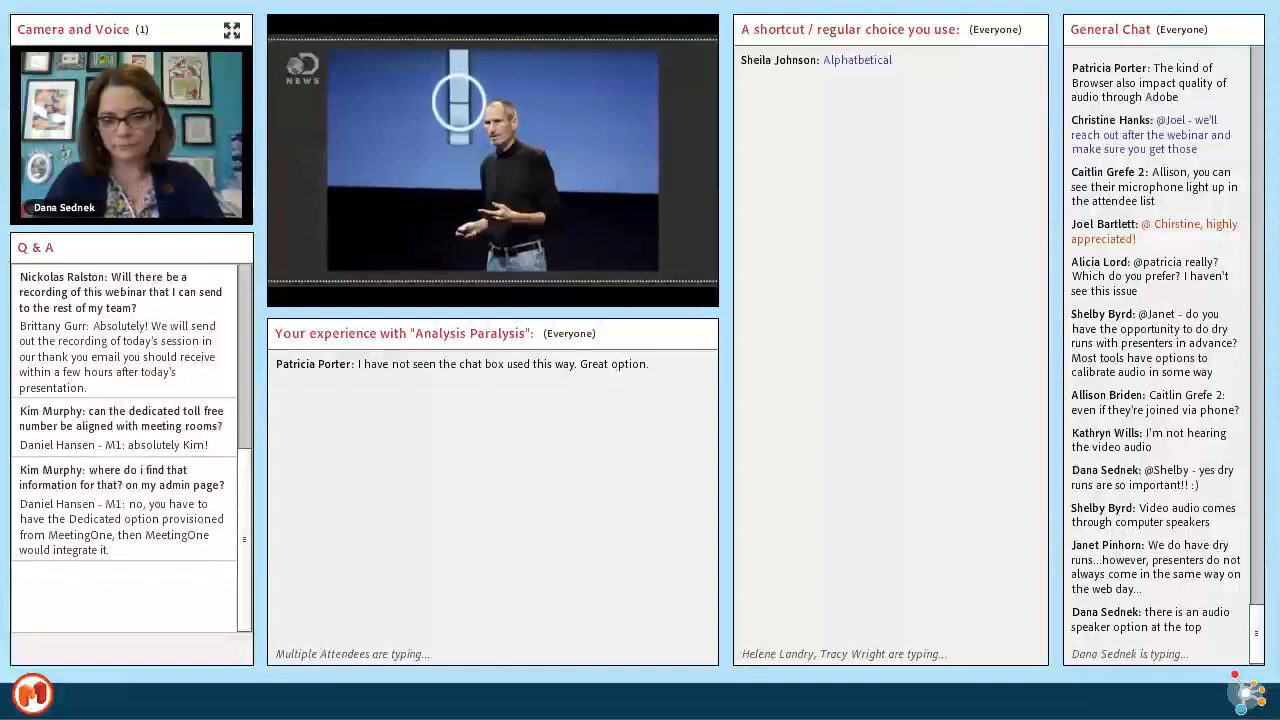 Camera and Voice (1)
Dana Sednek
Q & A
Nickolas Ralston: Will there be a
recording of this webinar that I can send
to the rest of my team?
Brittany Gurr: Absolutely! We will send
out the recording of today's session in
our thank you email you should receive
within a few hours after today's
presentation.
Kim Murphy: can the dedicated toll free
number be aligned with meeting rooms?
Daniel Hansen - M1: absolutely Kim!
Kim Murphy: where do i find that
information for that? on my admin page?
Daniel Hansen - M1: no, you have to
have the Dedicated option provisioned
from MeetingOne, then MeetingOne
would integrate it.
D
NEWS
Your experience with "Analysis Paralysis": (Everyone)
Patricia Porter: I have not seen the chat box used this way. Great option.
Multiple Attendees are typing...
A shortcut / regular choice you use: (Everyone)
Sheila Johnson: Alphatbetical
Helene Landry, Tracy Wright are typing...
General Chat (Everyone)
Patricia Porter: The kind of
Browser also impact quality of
audio through Adobe
Christine Hanks: @Joel - we'll
reach out after the webinar and
make sure you get those
Caitlin Grefe 2: Allison, you can
see their microphone light up in
the attendee list
Joel Bartlett: @ Chirstine, highly
appreciated!
Alicia Lord: @patricia really?
Which do you prefer? I haven't
see this issue
Shelby Byrd: @Janet - do you
have the opportunity to do dry
runs with presenters in advance?
Most tools have options to
calibrate audio in some way
Allison Briden: Caitlin Grefe 2:
even if they're joined via phone?
Kathryn Wills: I'm not hearing
the video audio
Dana Sednek: @Shelby - yes dry
runs are so important!! :)
Shelby Byrd: Video audio comes
through computer speakers
Janet Pinhorn: We do have dry
runs...however, presenters do not
always come in the same way on
the web day...
Dana Sednek: there is an audio
speaker option at the top
Dana Sednek is typing...